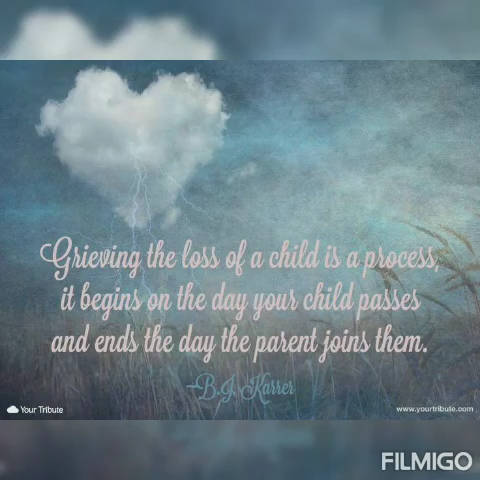 Grieving the loss of a child is a process,
it begins on the day your child passes
and ends the day the parent joins them.
-B.J. Karrer
Your Tribute
www.yourtribute.com
FILMIGO